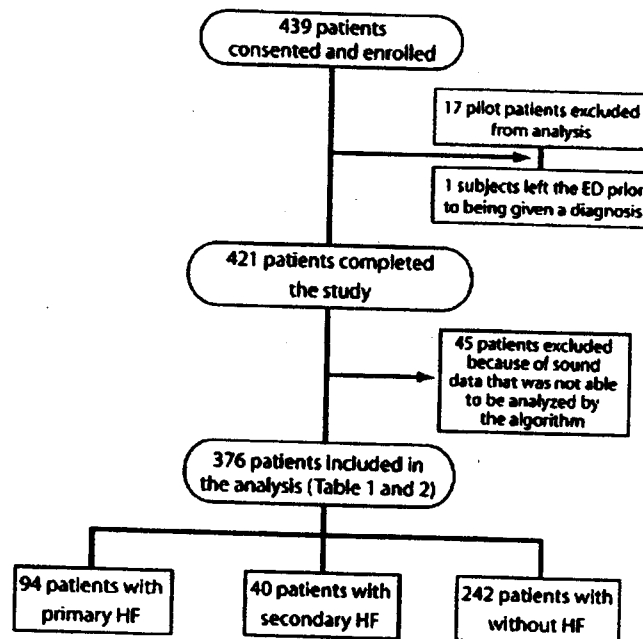 439 patients
consented and enrolled
17 pilot patients excluded
from analysis
1 subjects left the ED prior
to being given a diagnosis
421 patients completed
the study
45 patients excluded
because of sound
data that was not able
to be analyzed by
the algorithm
376 patients included in
the analysis (Table 1 and 2)
94 patients with
primary HF
40 patients with
secondary HF
242 patients with
without HF